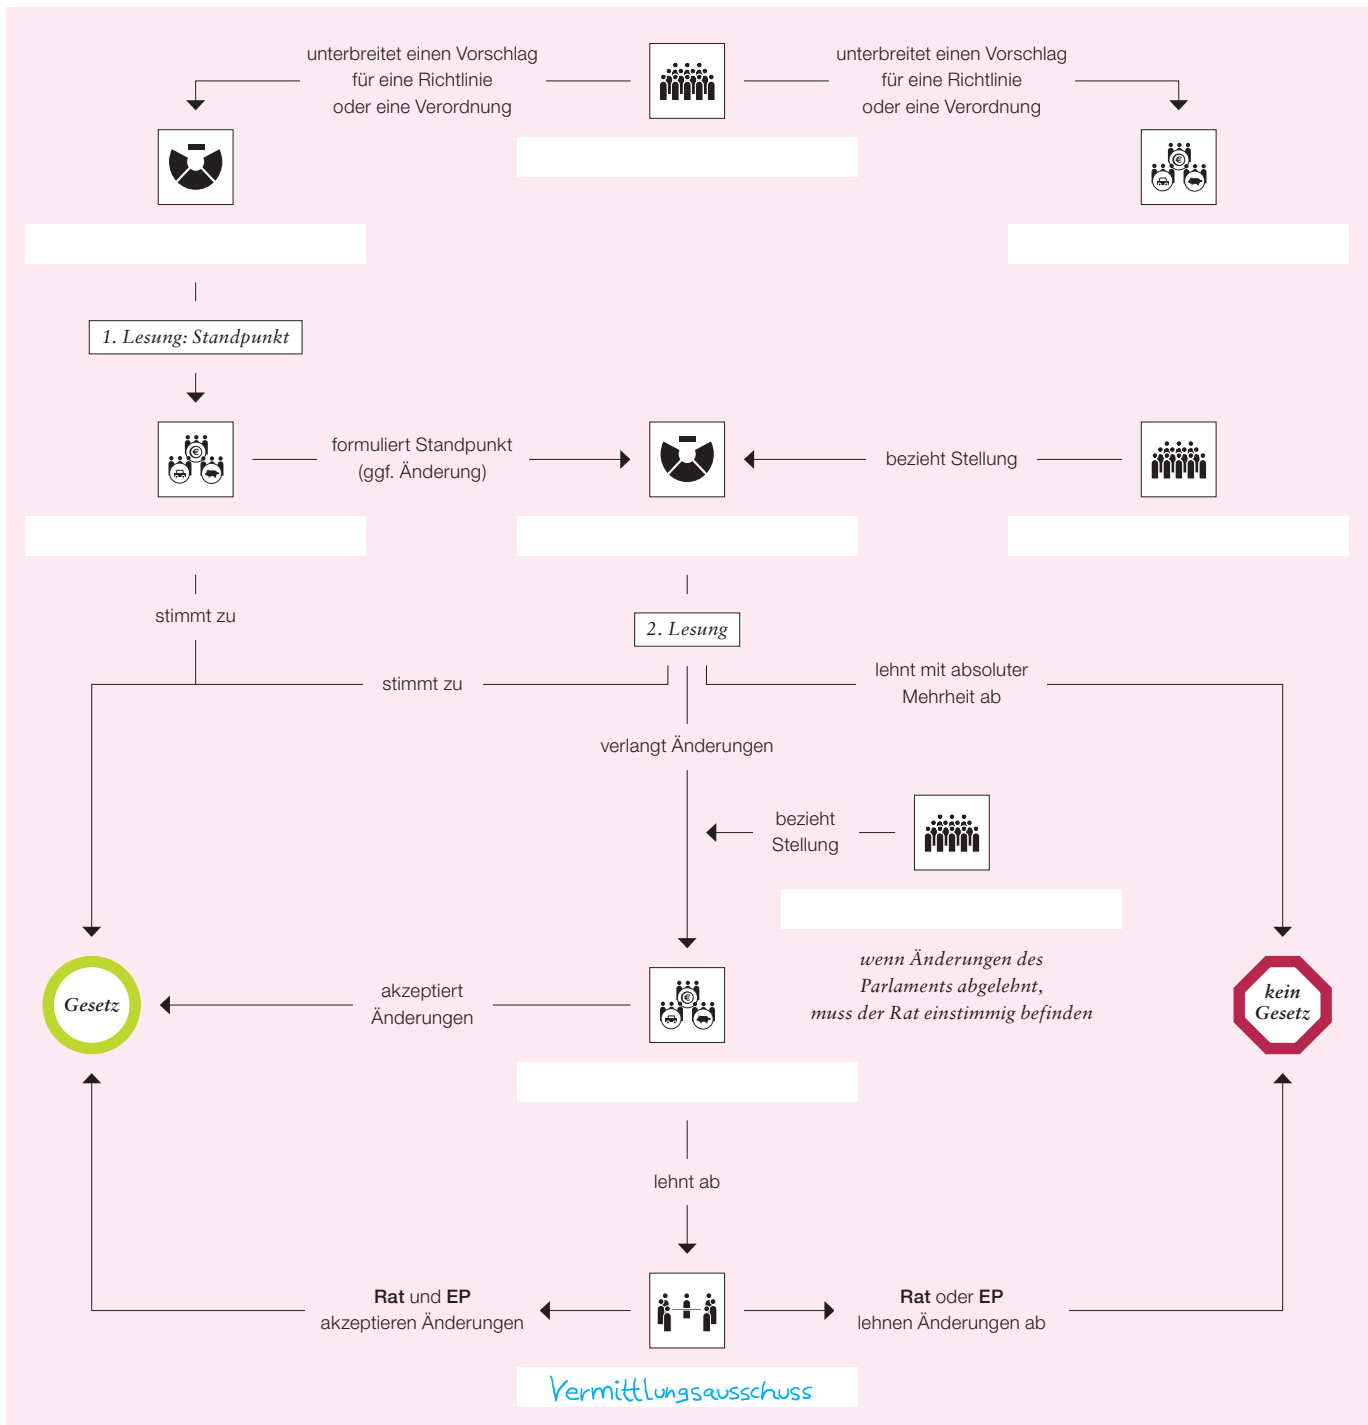 unterbreitet einen Vorschlag
für eine Richtlinie
oder eine Verordnung
unterbreitet einen Vorschlag
für eine Richtlinie
oder eine Verordnung
1. Lesung: Standpunkt
formuliert Standpunkt
(ggf. Änderung)
bezieht Stellung
stimmt zu
2. Lesung
stimmt zu
lehnt mit absoluter
Mehrheit ab
verlangt Änderungen
bezieht
Stellung
wenn Änderungen des
Parlaments abgelehnt,
muss der Rat einstimmig befinden
Gesetz
akzeptiert
Änderungen
kein
Gesetz
lehnt ab
Rat und EP
akzeptieren Änderungen
Rat oder EP
lehnen Änderungen ab
Vermittlungsausschuss